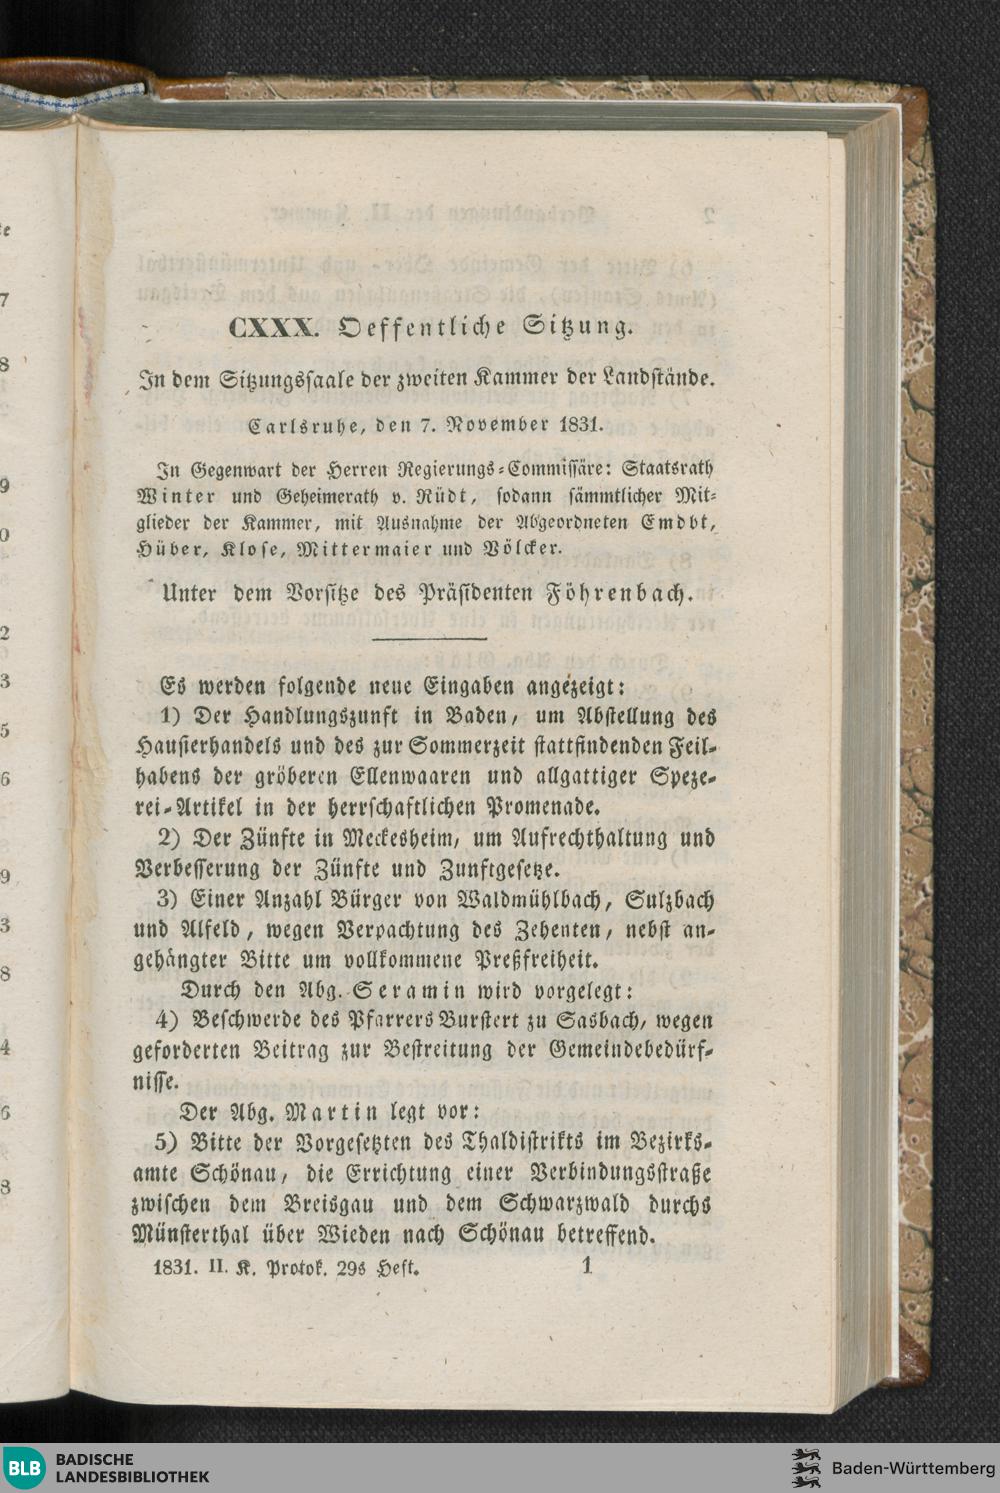 CXXX. Oeffentliche Sitzung.
In dem Sitzungssaale der zweiten Kammer der Landstände.
Carlsruhe, den 7. November 1831.
In Gegenwart der Herren Regierungs-Commissäre: Staatsrath
Winter und Geheimerath v. Rüdt, sodann sämmtlicher Mit-
glieder der Kammer, mit Ausnahme der Abgeordneten Emdbt,
Hüber, Klose, Mittermaier und Völcker.
Unter dem Vorsitze des Präsidenten Föhrenbach.
Es werden folgende neue Eingaben angezeigt:
1) Der Handlungszunft in Baden, um Abstellung des
Hausierhandels und des zur Sommerzeit stattfindenden Feil-
habens der gröberen Ellenwaaren und allgattiger Speze-
rei-Artikel in der herrschaftlichen Promenade.
2) Der Zünfte in Meckesheim, um Aufrechthaltung und
Verbesserung der Zünfte und Zunftgesetze.
3) Einer Anzahl Bürger von Waldmühlbach, Sulzbach
und Alfeld, wegen Verpachtung des Zehenten, nebst an-
gehängter Bitte um vollkommene Preßfreiheit.
Durch den Abg. Seramin wird vorgelegt:
4) Beschwerde des Pfarrers Burstert zu Sasbach, wegen
geforderten Beitrag zur Bestreitung der Gemeindebedürf-
nisse.
Der Abg. Martin legt vor:
5) Bitte der Vorgesetzten des Thaldistrikts im Bezirks-
amte Schönau, die Errichtung einer Verbindungsstraße
zwischen dem Breisgau und dem Schwarzwald durchs
Münsterthal über Wieden nach Schönau betreffend.
1831. II. K. Protok. 29s Heft. 1
BLB BADISCHE
LANDESBIBLIOTHEK
Baden-Württemberg